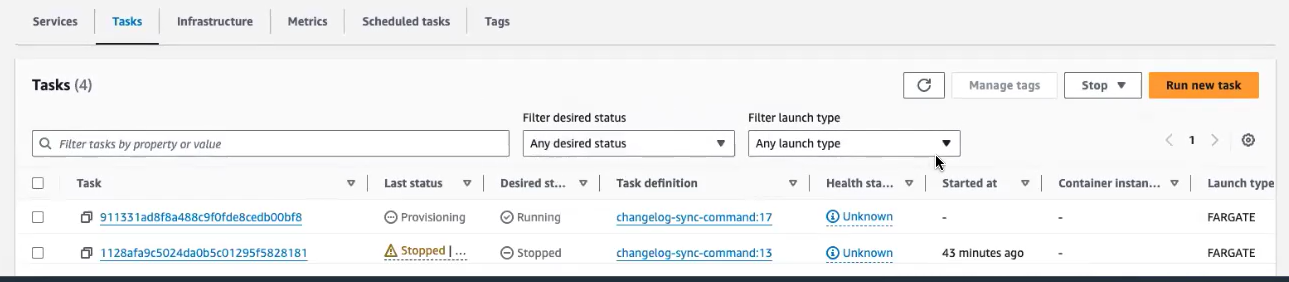 Services Tasks Infrastructure Metrics Scheduled tasks Tags
Tasks (4) Manage tags Stop Run new task
Filter desired status Filter launch type
Filter tasks by property or value Any desired status Any launch type 1
Task Last status Desired st... Task definition Health sta... Started at Container instan... Launch type
911331ad8f8a488c9f0fde8cedb00bf8 Provisioning Running changelog-sync-command:17 Unknown - - FARGATE
1128afa9c5024da0b5c01295f5828181 Stopped | ... Stopped changelog-sync-command:13 Unknown 43 minutes ago - FARGATE